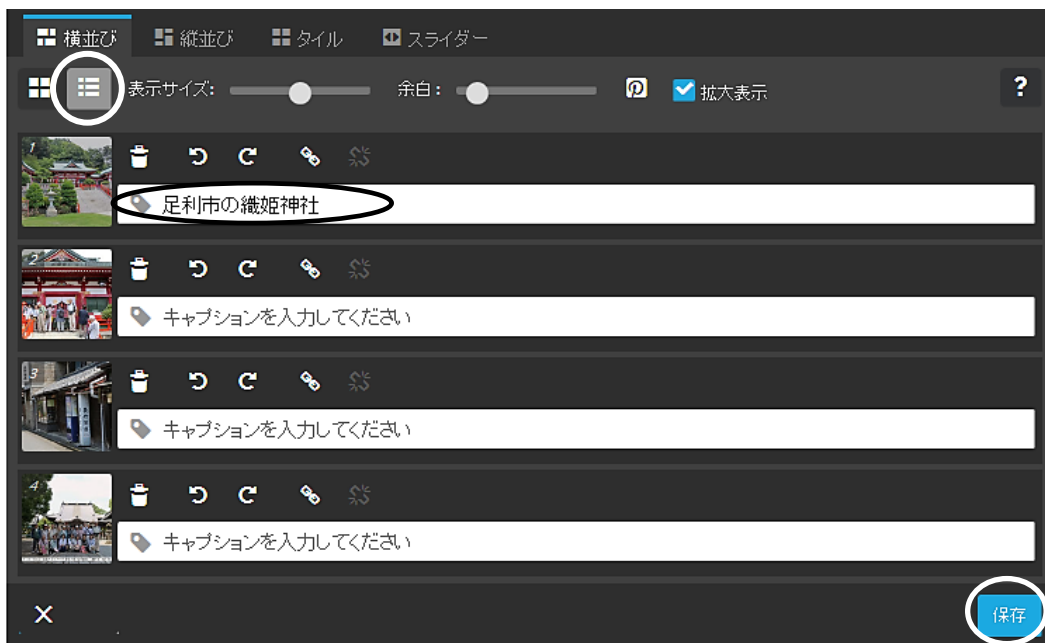 横並び 縦並び タイル スライダー
表示サイズ: 余白: 拡大表示 ?
1
足利市の織姫神社
2
キャプションを入力してください
3
キャプションを入力してください
4
キャプションを入力してください
保存